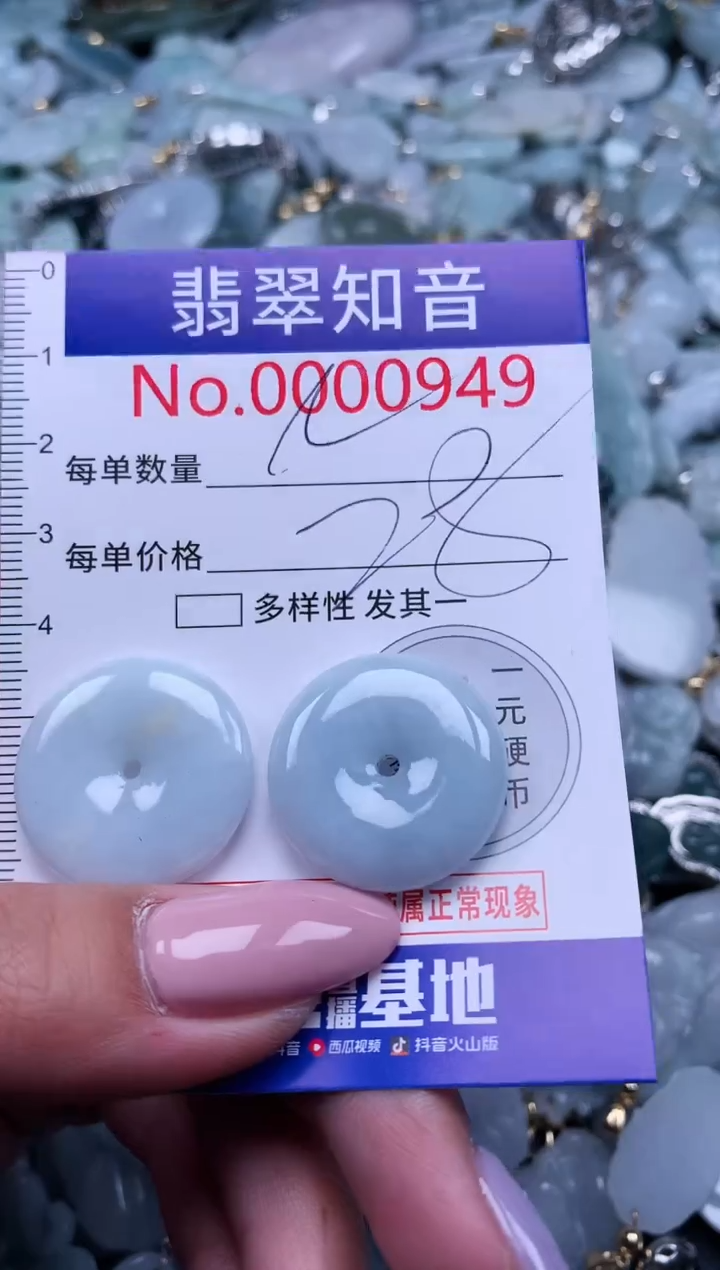 0
翡翠知音
1
No.0000949
2
每单数量
3
每单价格 28
多样性 发其一
4
一元硬币
属正常现象
播基地
抖音 西瓜视频 抖音火山版